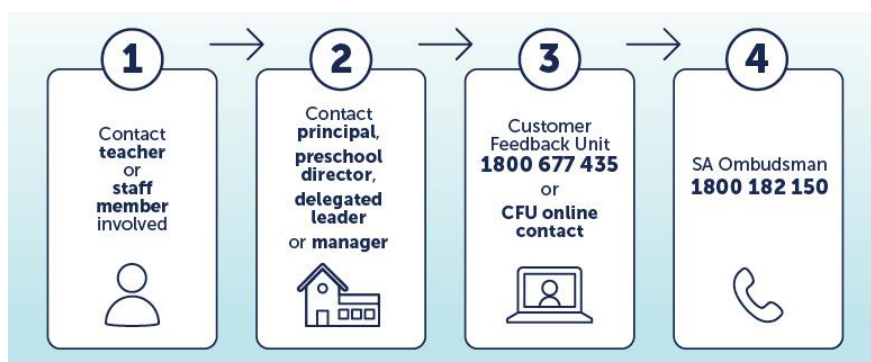 1
Contact
teacher
or
staff
member
involved
2
Contact
principal,
preschool
director,
delegated
leader
or manager
3
Customer
Feedback Unit
1800 677 435
or
CFU online
contact
4
SA Ombudsman
1800 182 150